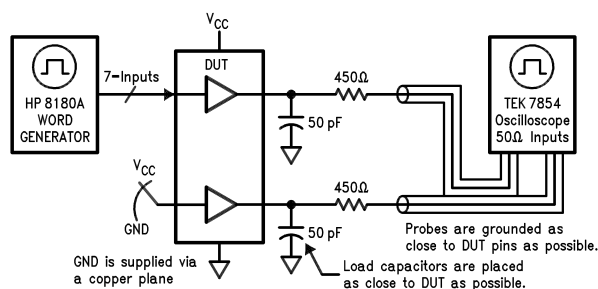 V_CC
DUT
HP 8180A
WORD
GENERATOR
7-Inputs
450Ω
50 pF
TEK 7854
Oscilloscope
50Ω Inputs
V_CC
GND
450Ω
50 pF
Probes are grounded as
close to DUT pins as possible.
GND is supplied via
a copper plane
Load capacitors are placed
as close to DUT as possible.